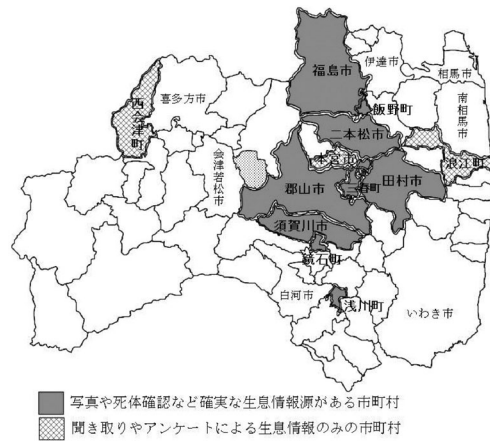 福島市
伊達市
相馬市
喜多方市
飯野町
南相馬市
西会津町
二本松市
本宮市
浪江町
会津若松市
郡山市
三春町
田村市
須賀川市
鏡石町
白河市
浅川町
いわき市
写真や死体確認など確実な生息情報源がある市町村
聞き取りやアンケートによる生息情報のみの市町村